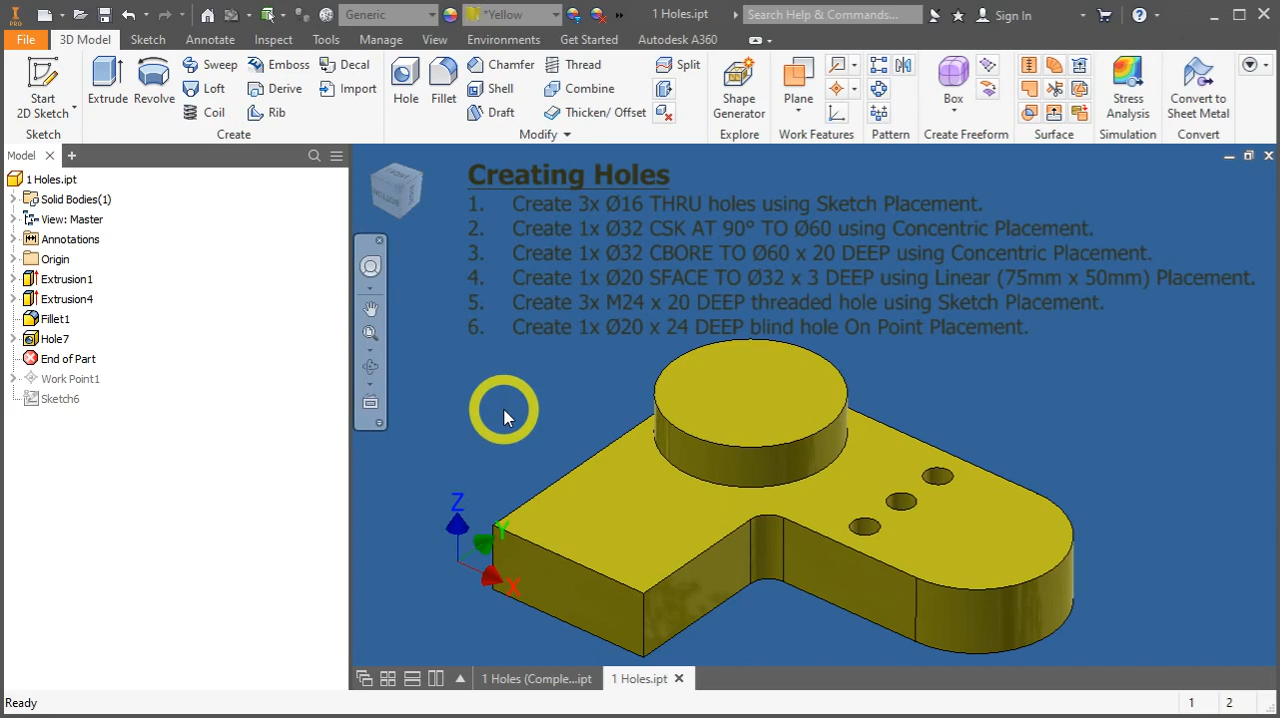 PRO
Generic
*Yellow
1 Holes.ipt
Search Help & Commands...
Sign In
File
3D Model
Sketch
Annotate
Inspect
Tools
Manage
View
Environments
Get Started
Autodesk A360
Start
2D Sketch
Sketch
Extrude
Revolve
Sweep
Loft
Coil
Emboss
Derive
Rib
Decal
Import
Create
Hole
Fillet
Chamfer
Shell
Draft
Thread
Combine
Thicken/ Offset
Split
Modify
Shape
Generator
Explore
Plane
Work Features
Pattern
Box
Create Freeform
Surface
Stress
Analysis
Simulation
Convert to
Sheet Metal
Convert
Model
1 Holes.ipt
Solid Bodies(1)
View: Master
Annotations
Origin
Extrusion1
Extrusion4
Fillet1
Hole7
End of Part
Work Point1
Sketch6
Creating Holes
1. Create 3x Ø16 THRU holes using Sketch Placement.
2. Create 1x Ø32 CSK AT 90° TO Ø60 using Concentric Placement.
3. Create 1x Ø32 CBORE TO Ø60 x 20 DEEP using Concentric Placement.
4. Create 1x Ø20 SFACE TO Ø32 x 3 DEEP using Linear (75mm x 50mm) Placement.
5. Create 3x M24 x 20 DEEP threaded hole using Sketch Placement.
6. Create 1x Ø20 x 24 DEEP blind hole On Point Placement.
Z
Y
X
1 Holes (Comple...ipt
1 Holes.ipt
Ready
1
2